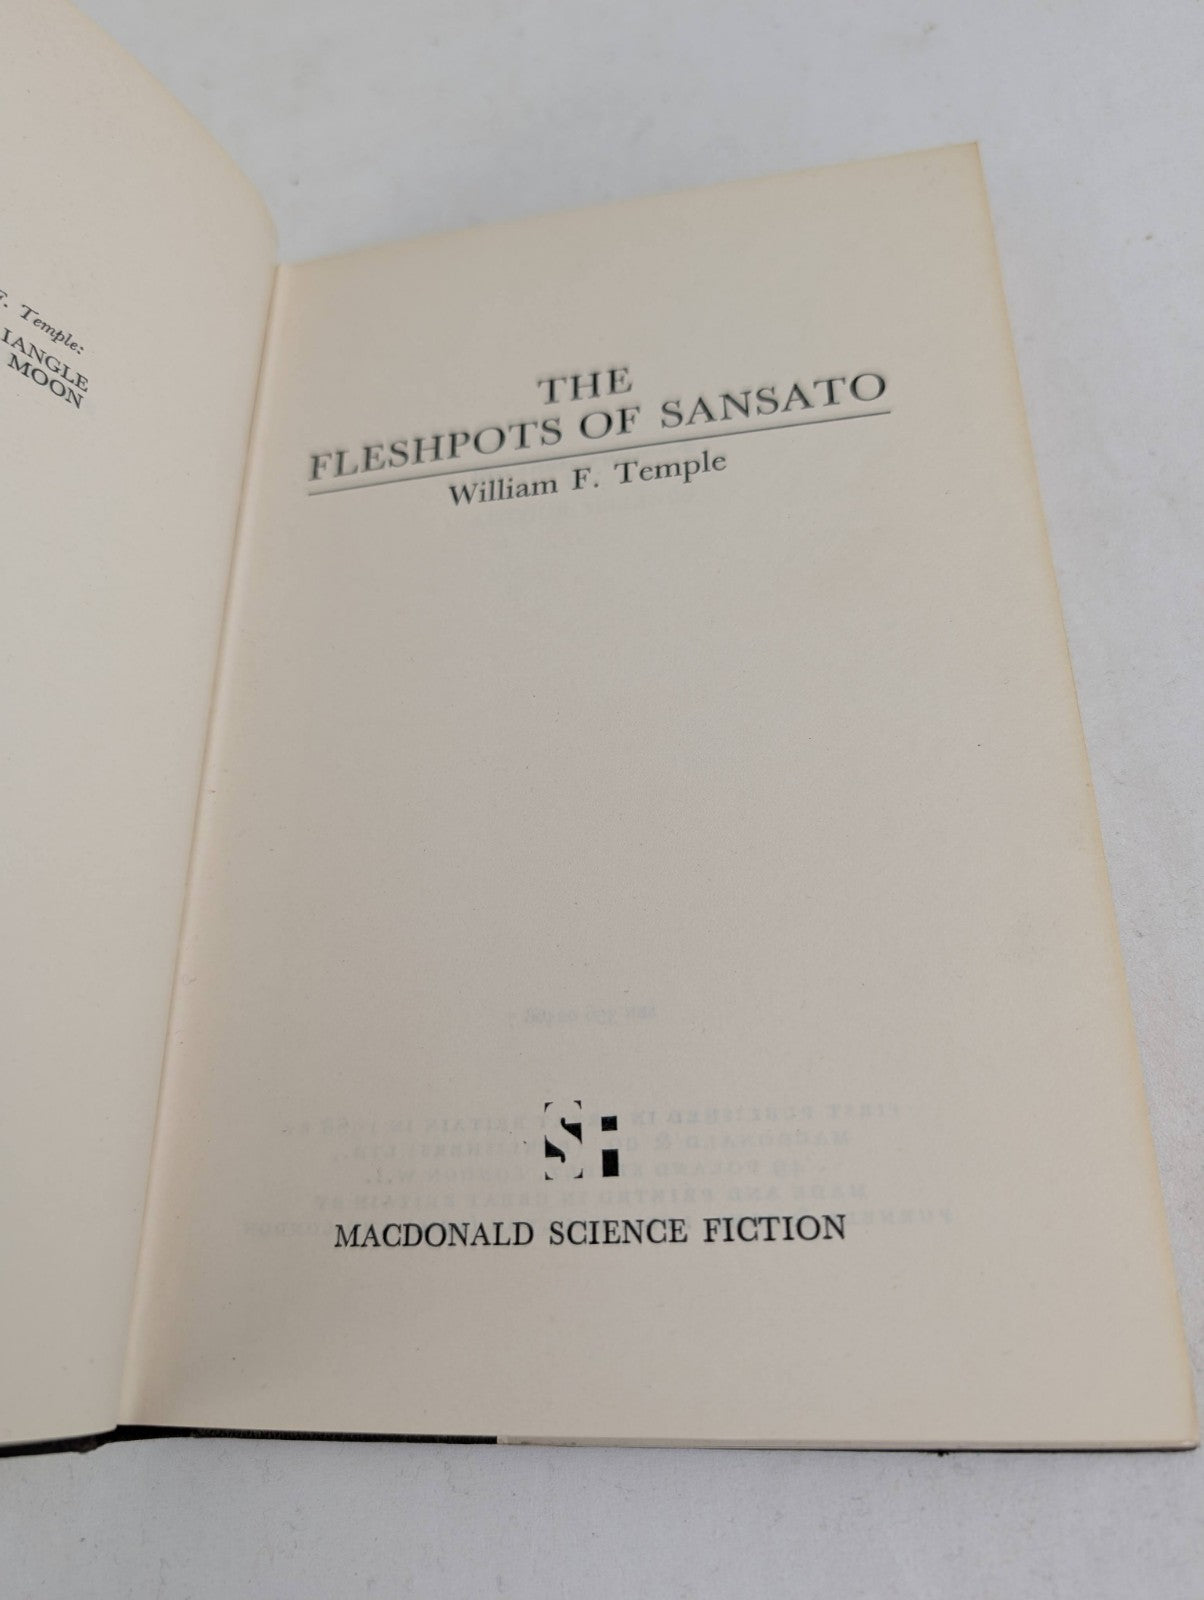 F. Temple:
IANGLE
MOON
THE
FLESHPOTS OF SANSATO
William F. Temple
SF
MACDONALD SCIENCE FICTION